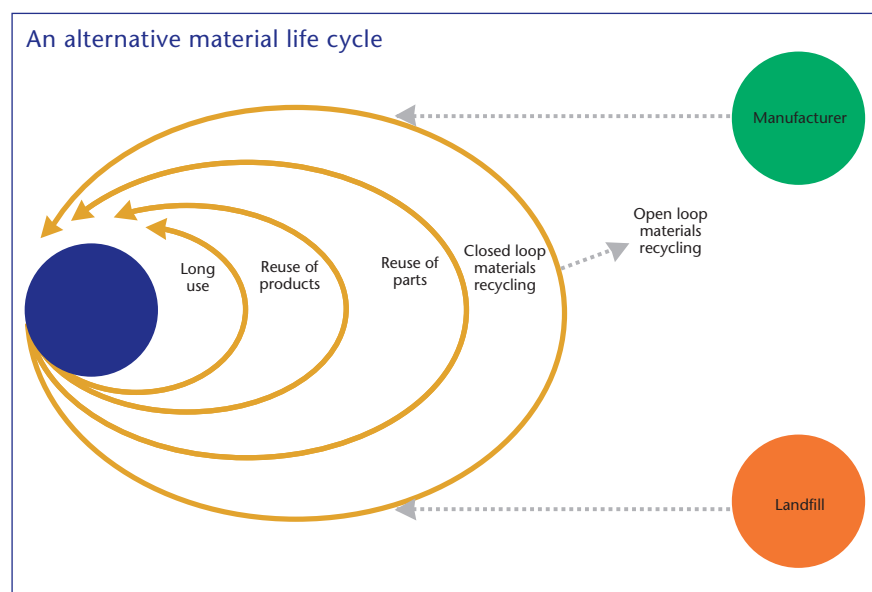 An alternative material life cycle
Manufacturer
Open loop
materials
recycling
Long
use
Reuse of
products
Reuse of
parts
Closed loop
materials
recycling
Landfill